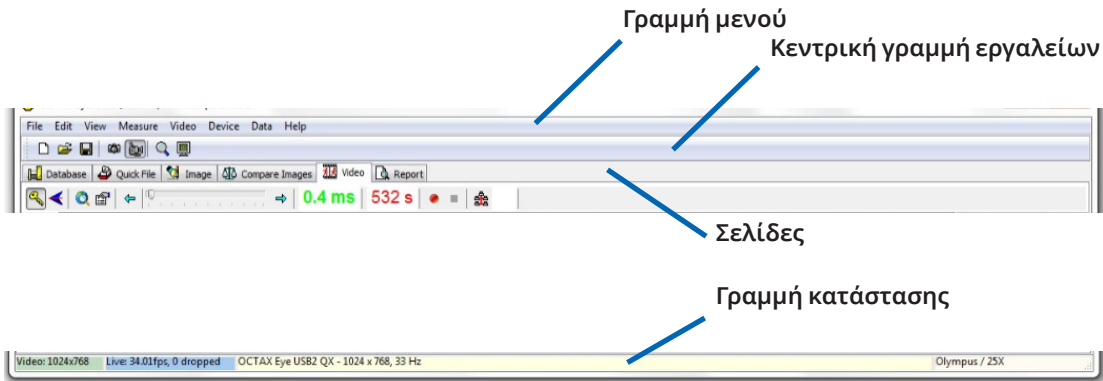 Γραμμή μενού
Κεντρική γραμμή εργαλείων
File Edit View Measure Video Device Data Help
Database Quick File Image Compare Images Video Report
0.4 ms 532 s
Σελίδες
Γραμμή κατάστασης
Video: 1024x768 Live: 34.01fps, 0 dropped OCTAX Eye USB2 QX - 1024 x 768, 33 Hz Olympus / 25X